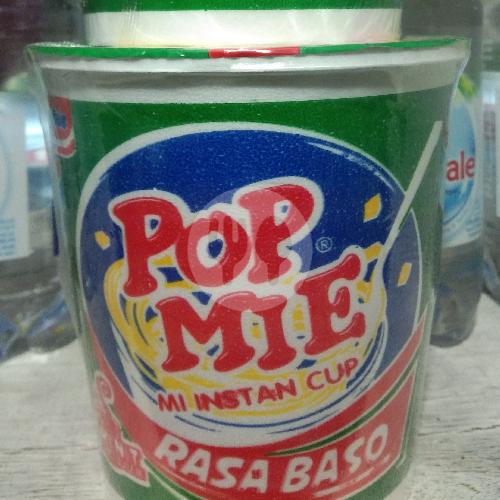 POP
MIE
®
MI INSTAN CUP
RASA BASO
ale